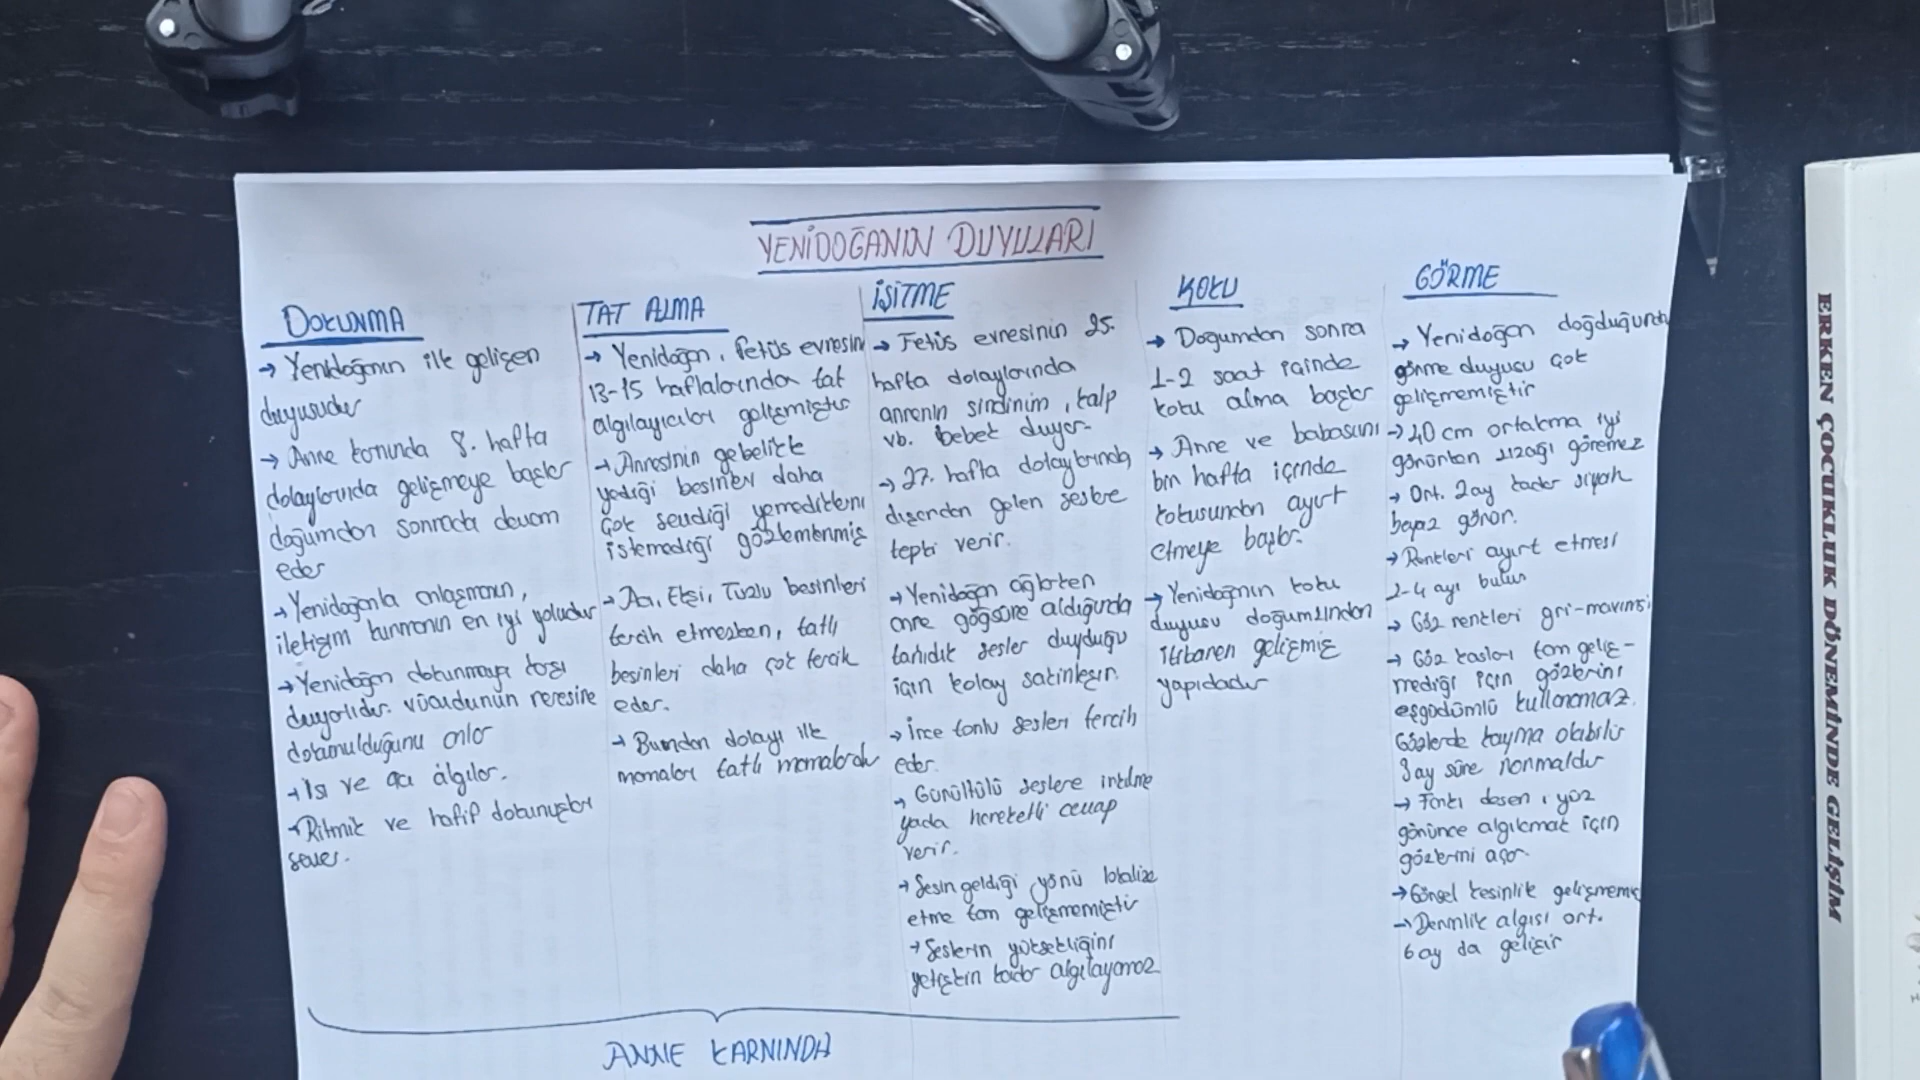 YENİDOĞANIN DUYULARI
DOKUNMA
→ Yenidoğanın ilk gelişen
duyusudur
→ Anne karnında 8. hafta
dolaylarında gelişmeye başlar
doğumdan sonrada devam
eder
→ Yenidoğanla anlaşmanın,
iletişim kurmanın en iyi yoludur
→ Yenidoğan dokunmaya karşı
duyarlıdır. vücudunun neresine
dokunulduğunu anlar
→ Isı ve acı algılar.
→ Ritmik ve hafif dokunuşları
sever.
TAT ALMA
→ Yenidoğan, fetüs evresin
13-15 haftalarında tat
algılayıcıları gelişmiştir
→ Annesinin gebelikte
yediği besinleri daha
çok sevdiği yemediklerini
istemediği gözlemlenmiş
→ Acı, Ekşi, Tuzlu besinleri
tercih etmezken, tatlı
besinleri daha çok tercih
eder.
→ Bundan dolayı ilk
mamaları tatlı mamalardır
İŞİTME
→ Fetüs evresinin 25.
hafta dolaylarında
annenin sindirim, kalp
vb. bebek duyar.
→ 27. hafta dolaylarında
dışardan gelen seslere
tepki verir.
→ Yenidoğan ağlarken
anne göğsüne aldığında
tanıdık sesler duyduğu
için kolay sakinleşir.
→ İnce tonlu sesleri tercih
eder.
→ Gürültülü seslere irkilme
yada hareketli cevap
verir.
→ Sesin geldiği yönü lokalize
etme tam gelişmemiştir
→ Seslerin yüksekliğini
yetişkin kadar algılayamaz
KOKU
→ Doğumdan sonra
1-2 saat içinde
koku alma başlar
→ Anne ve babasını
bir hafta içinde
kokusundan ayırt
etmeye başlar.
→ Yenidoğanın koku
duyusu doğumundan
itibaren gelişmiş
yapıdadır
GÖRME
→ Yenidoğan doğduğunda
görme duyusu çok
gelişmemiştir
→ 20 cm ortalama iyi
görürken uzağı göremez
→ Ort. 2 ay kadar siyah
beyaz görür.
→ Renkleri ayırt etmesi
2-4 ayı bulur
→ Göz renkleri gri-mavimsi
→ Göz kasları tam geliş-
mediği için gözlerini
eşgüdümlü kullanamaz.
Gözlerde kayma olabilir
3 ay süre normaldir
→ Farklı desen, yüz
görünce algılamak için
gözlerini açar.
→ Görsel kesinlik gelişmemiş
→ Derinlik algısı ort.
6 ay da gelişir
ANNE KARNINDA
ERKEN ÇOCUKLUK DÖNEMİNDE GELİŞİM